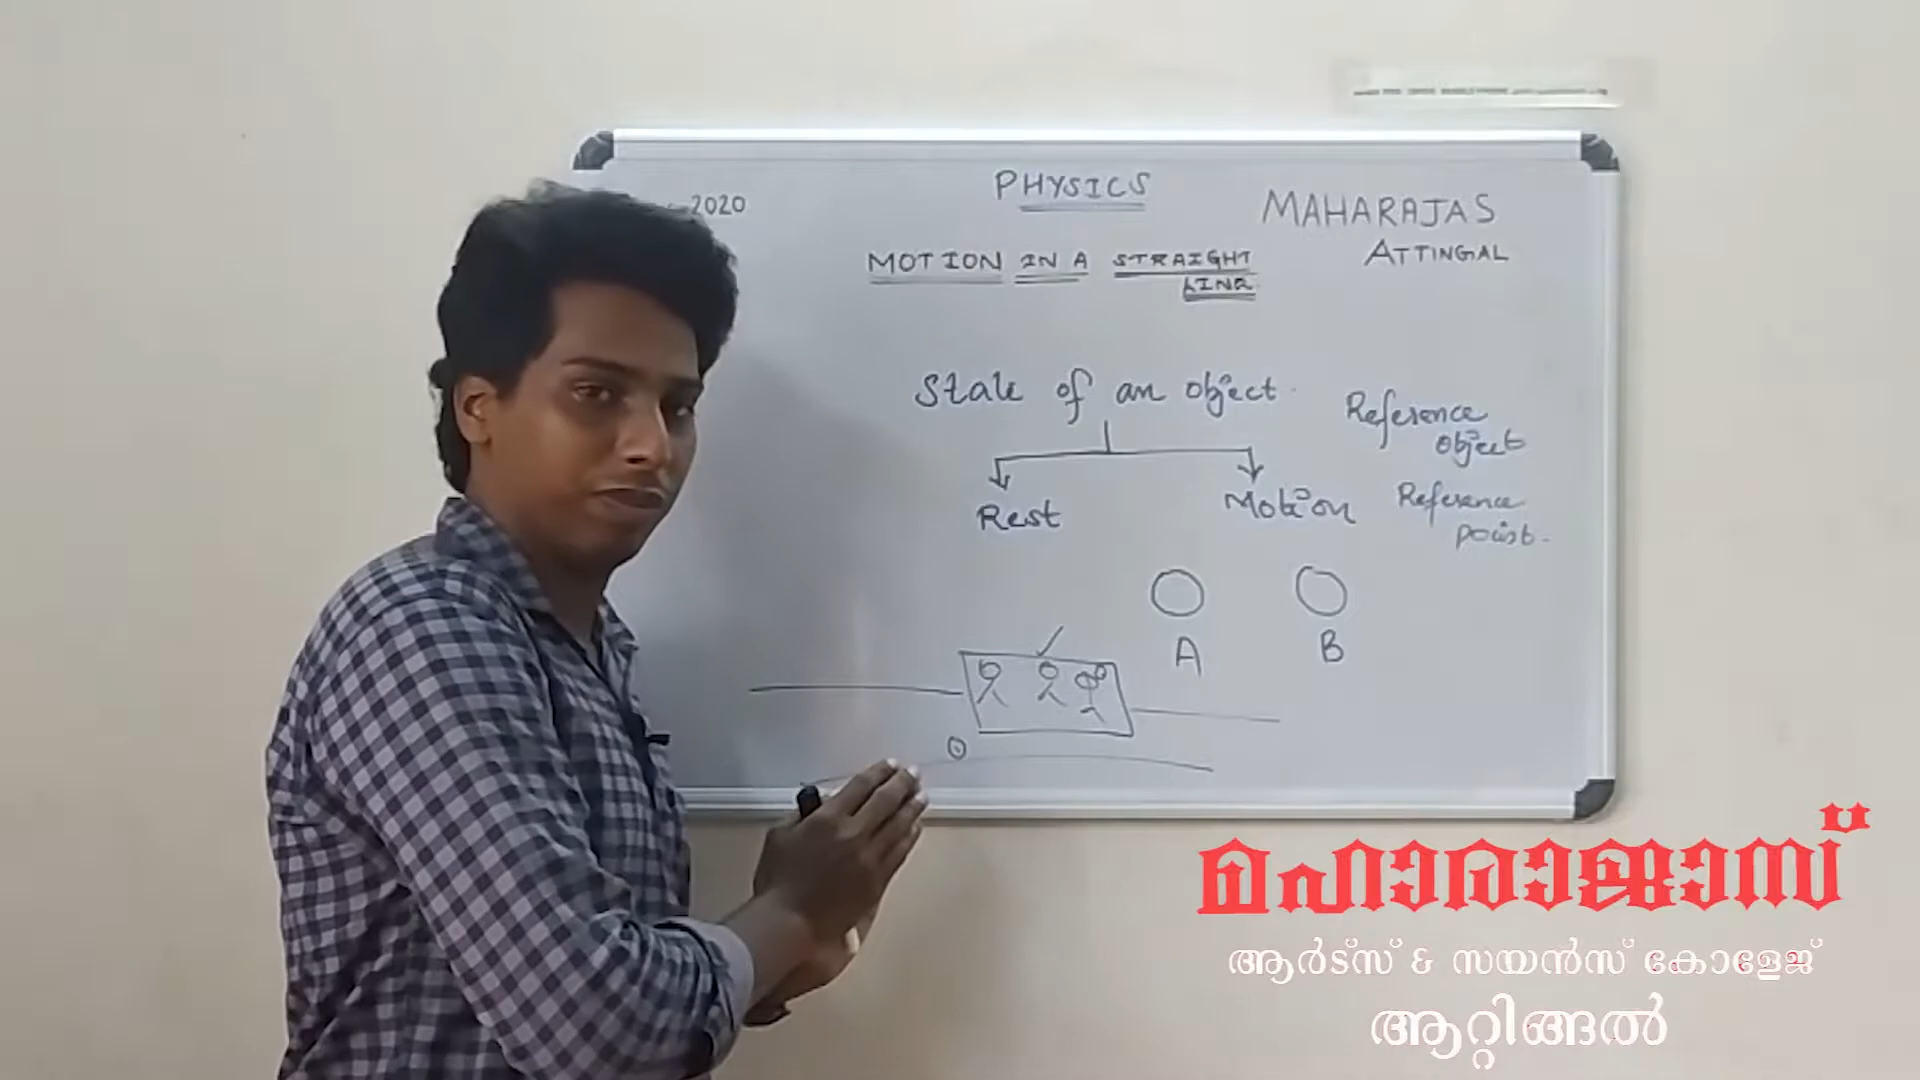 2020
PHYSICS
MAHARAJAS
ATTINGAL
MOTION IN A STRAIGHT
LINE
State of an object.
Rest
Motion
Reference
object
Reference
point.
A
B
മഹാരാജാസ്
ആർട്സ് & സയൻസ് കോളേജ്
ആറ്റിങ്ങൽ